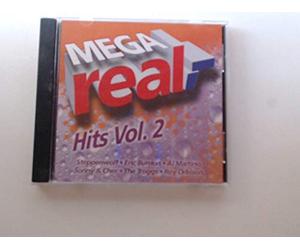 MEGA
real,-
Hits Vol. 2
Steppenwolf • Eric Burdon • Al Martino
Sonny & Cher • The Troggs • Roy Orbison